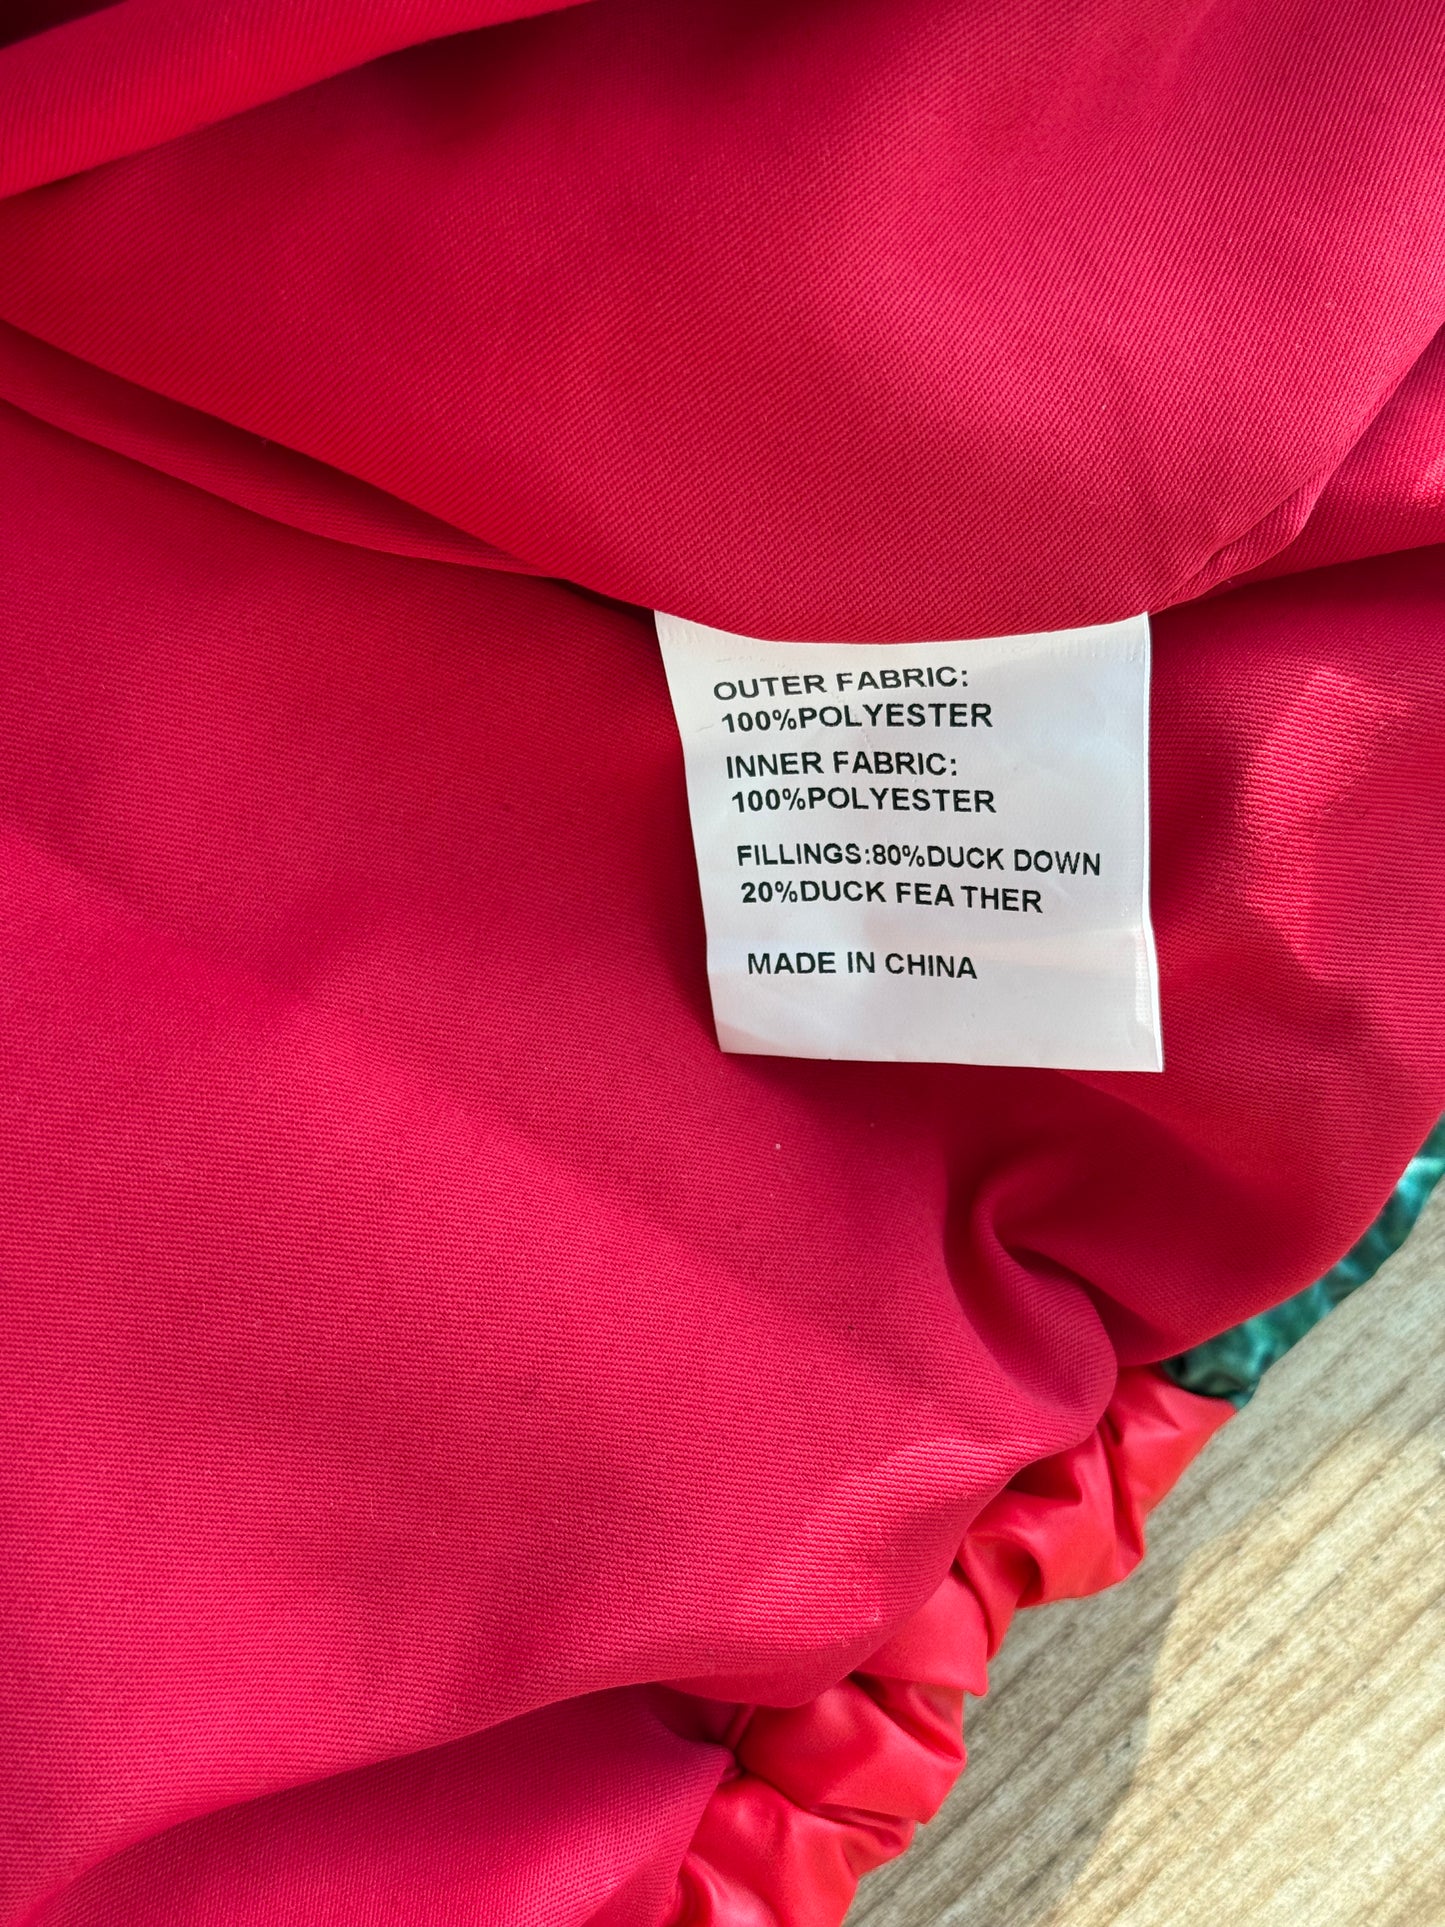 OUTER FABRIC:
100%POLYESTER
INNER FABRIC:
100%POLYESTER
FILLINGS:80%DUCK DOWN
20%DUCK FEA THER
MADE IN CHINA